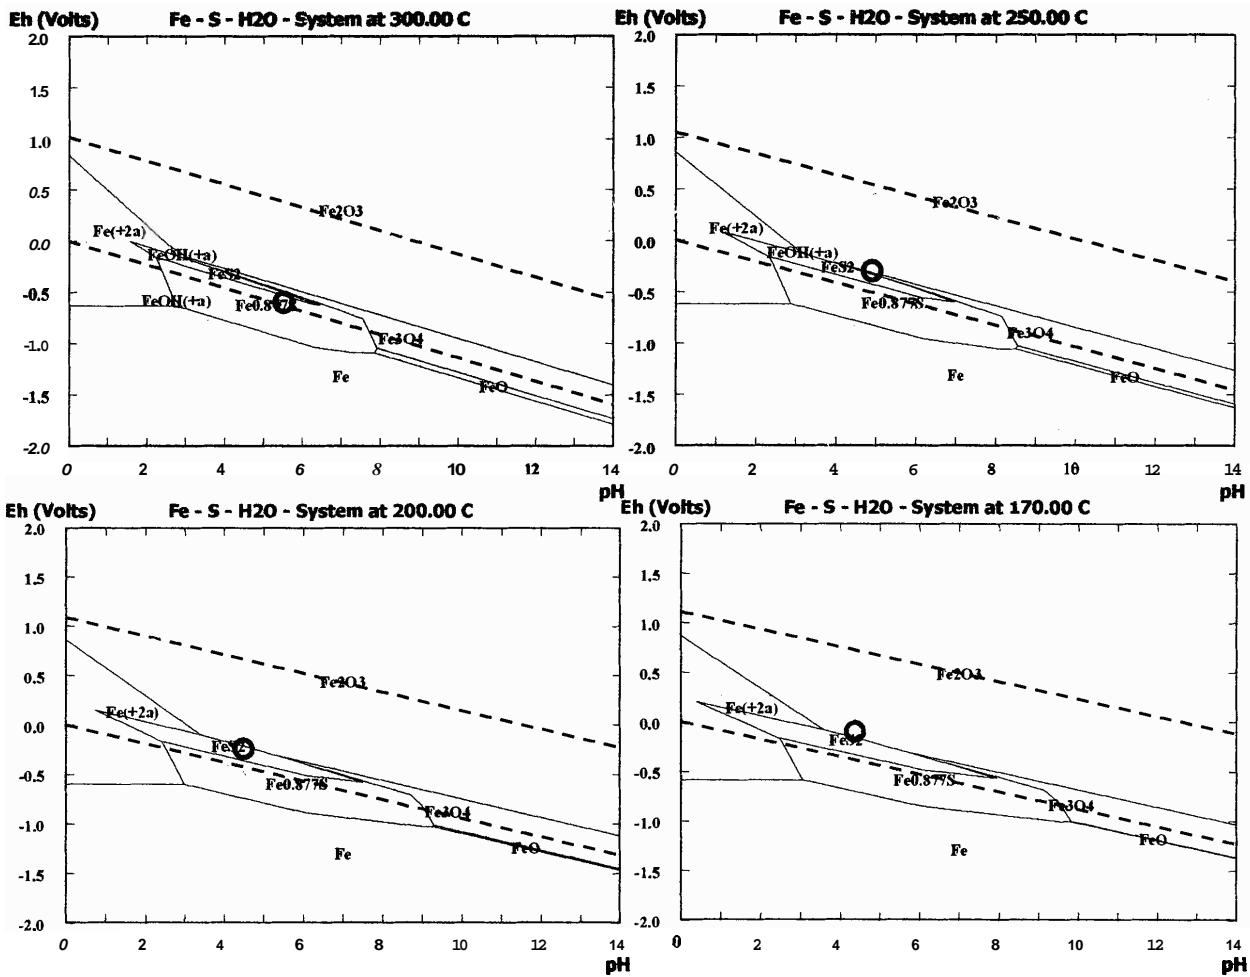 Eh (Volts) Fe - S - H2O - System at 300.00 C
2.0
1.5
1.0
0.5
0.0
-0.5
-1.0
-1.5
-2.0
Fe2O3
Fe(+2a)
FeOH(+a)
FeS2
FeOH(+a)
Fe0.877S
Fe3O4
Fe
FeO
0 2 4 6 8 10 12 14
pH
Eh (Volts) Fe - S - H2O - System at 250.00 C
2.0
1.5
1.0
0.5
0.0
-0.5
-1.0
-1.5
-2.0
Fe2O3
Fe(+2a)
FeOH(+a)
FeS2
Fe0.877S
Fe3O4
Fe
FeO
0 2 4 6 8 10 12 14
pH
Eh (Volts) Fe - S - H2O - System at 200.00 C
2.0
1.5
1.0
0.5
0.0
-0.5
-1.0
-1.5
-2.0
Fe2O3
Fe(+2a)
FeS2
Fe0.877S
Fe3O4
Fe
FeO
0 2 4 6 8 10 12 14
pH
Eh (Volts) Fe - S - H2O - System at 170.00 C
2.0
1.5
1.0
0.5
0.0
-0.5
-1.0
-1.5
-2.0
Fe2O3
Fe(+2a)
FeS2
Fe0.877S
Fe3O4
Fe
FeO
0 2 4 6 8 10 12 14
pH